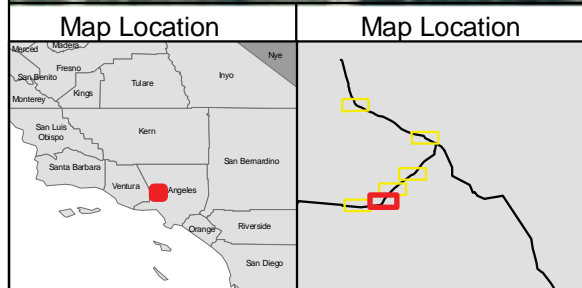 Map Location
Map Location
Merced
Madera
Nye
Fresno
San Benito
Inyo
Tulare
Kings
Monterey
San Luis
Obispo
Kern
San Bernardino
Santa Barbara
Ventura
Angeles
Orange
Riverside
San Diego